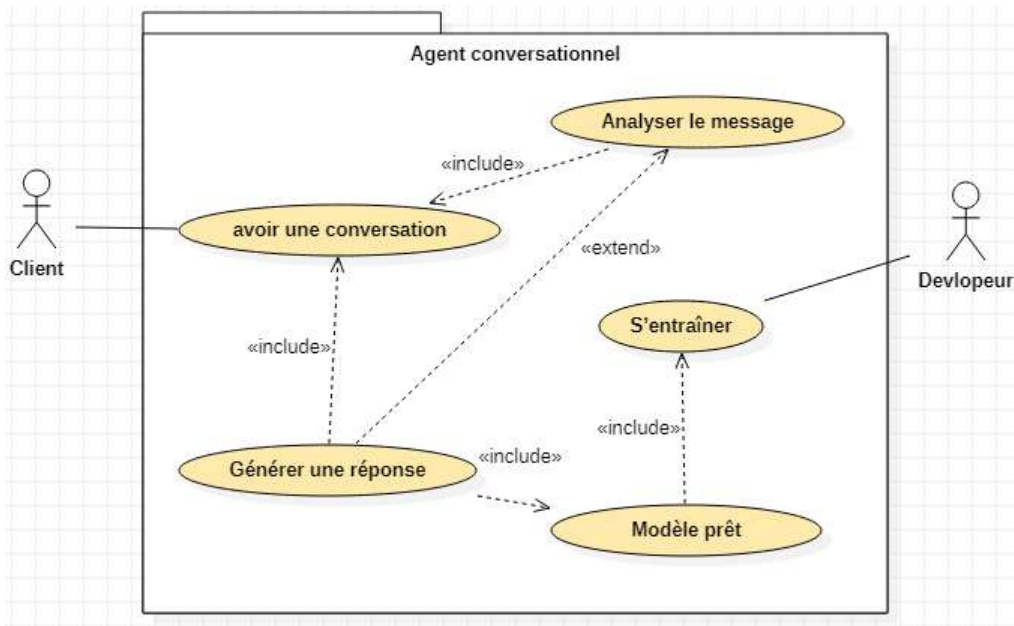 Agent conversationnel
Analyser le message
«include»
avoir une conversation
«extend»
Client
Devlopeur
S'entraîner
«include»
«include»
Générer une réponse
«include»
Modèle prêt